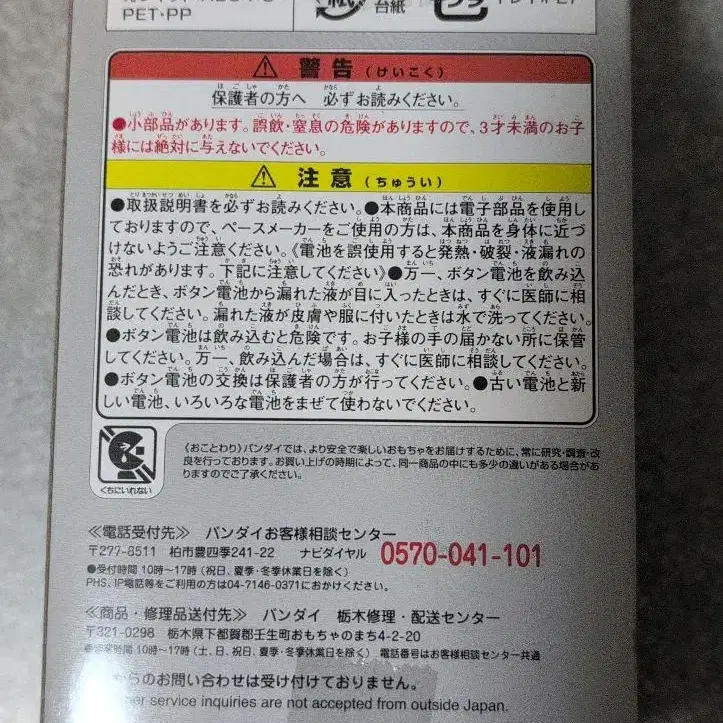 PET・PP
台紙
警告(けいこく)
保護者の方へ 必ずお読みください。
●小部品があります。誤飲・窒息の危険がありますので、3才未満のお子
様には絶対に与えないでください。
注意(ちゅうい)
●取扱説明書を必ずお読みください。●本商品には電子部品を使用し
ておりますので、ペースメーカーをご使用の方は、本商品を身体に近づ
けないようご注意ください。《電池を誤使用すると発熱・破裂・液漏れの
恐れがあります。下記に注意してください》●万一、ボタン電池を飲み込
んだとき、ボタン電池から漏れた液が目に入ったときは、すぐに医師に相
談してください。漏れた液が皮膚や服に付いたときは水で洗ってください。
●ボタン電池は飲み込むと危険です。お子様の手の届かない所に保管
してください。万一、飲み込んだ場合は、すぐに医師に相談してください。
●ボタン電池の交換は保護者の方が行ってください。●古い電池と新
しい電池、いろいろな電池をまぜて使わないでください。
くちにいれない
《おことわり》バンダイでは、より安全で楽しいおもちゃをお届けするために、常に研究・調査・改
良を行っております。お買い上げの時期によって、同一商品の中にも多少の違いがある場合があ
りますのでご了承ください。
≪電話受付先≫ バンダイお客様相談センター
〒277-8511 柏市豊四季241-22 ナビダイヤル 0570-041-101
●受付時間 10時~17時(祝日、夏季・冬季休業日を除く)
PHS、IP電話等をご利用の方は04-7146-0371におかけください。
≪商品・修理品送付先≫ バンダイ 栃木修理・配送センター
〒321-0298 栃木県下都賀郡壬生町おもちゃのまち4-2-20
●営業時間 10時~17時(土、日、祝日、夏季・冬季休業日を除く) 電話番号はお客様相談センター共通
からのお問い合わせは受け付けておりません。
service inquiries are not accepted from outside Japan.